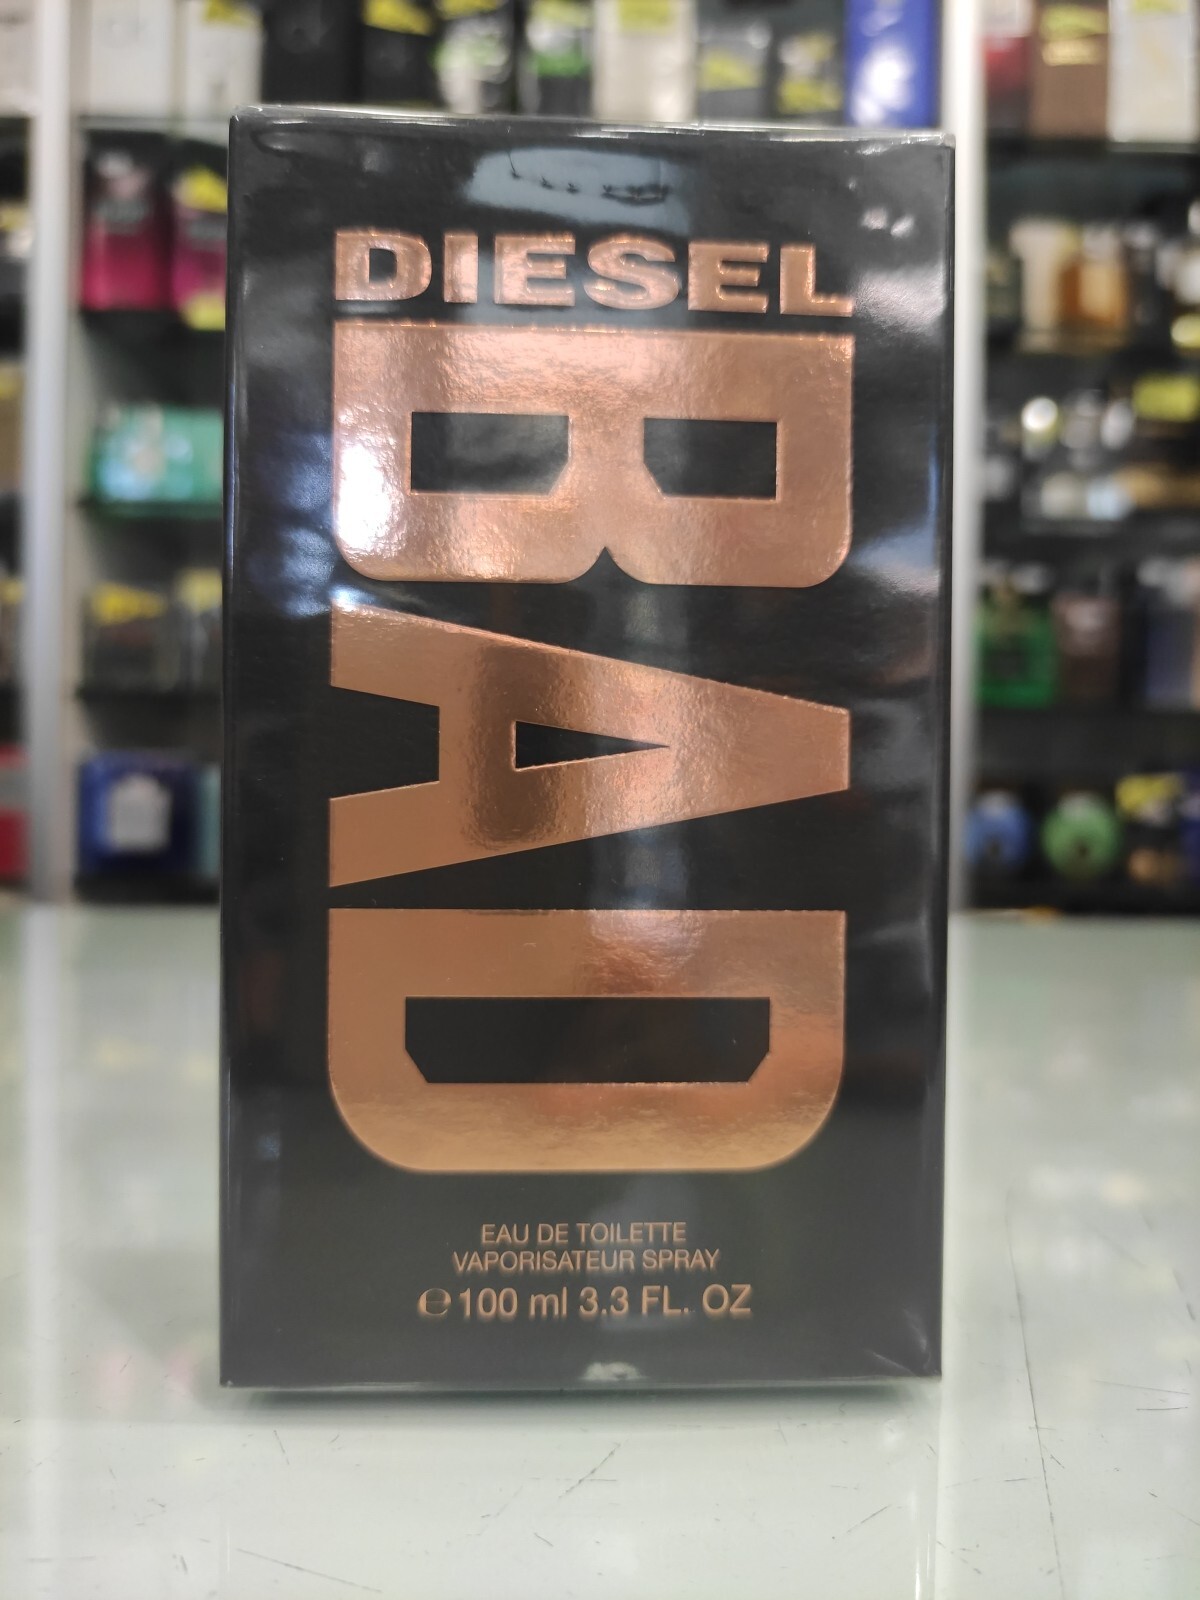 DIESEL
BAD
EAU DE TOILETTE
VAPORISATEUR SPRAY
℮ 100 ml 3.3 FL. OZ